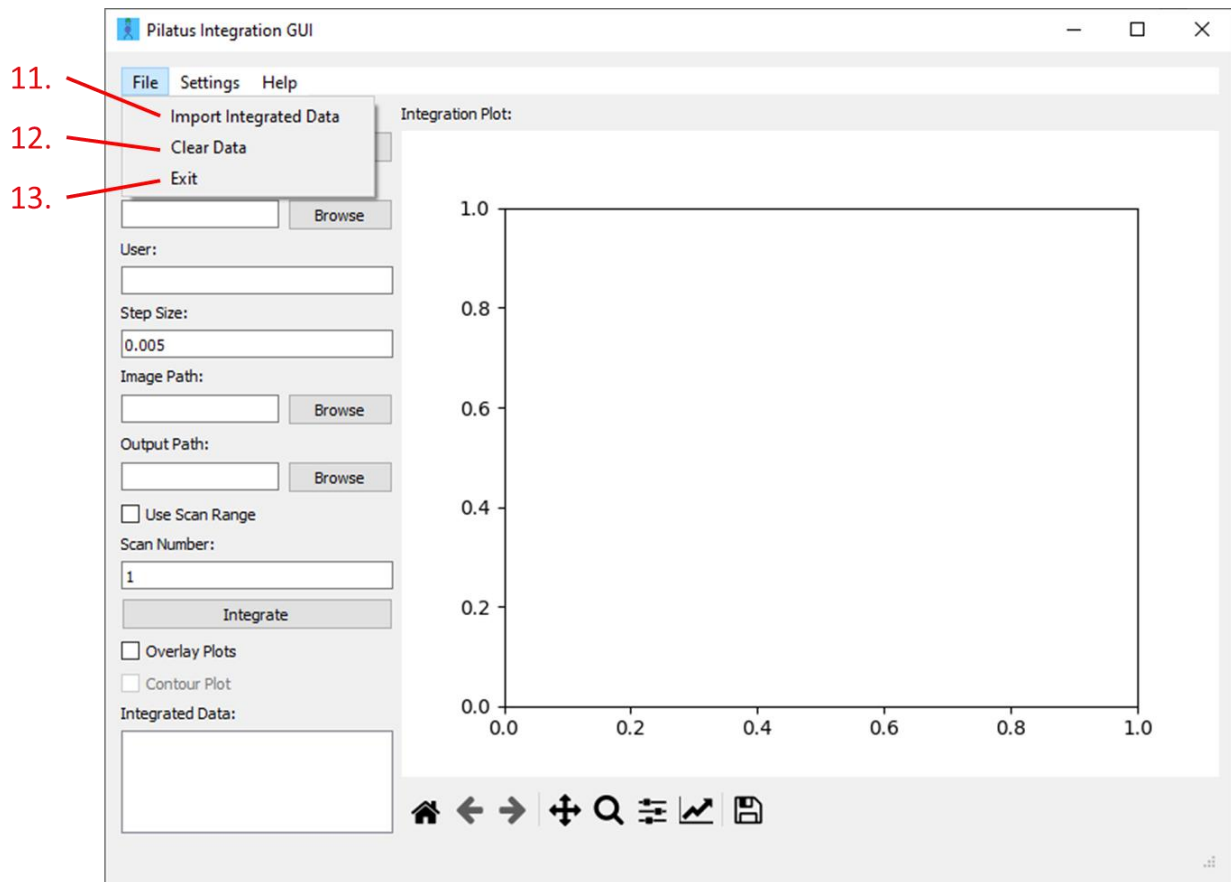 Pilatus Integration GUI
File Settings Help
11.
Import Integrated Data
12.
Clear Data
13.
Exit
Browse
User:
Step Size:
0.005
Image Path:
Browse
Output Path:
Browse
Use Scan Range
Scan Number:
1
Integrate
Overlay Plots
Contour Plot
Integrated Data:
Integration Plot:
1.0
0.8
0.6
0.4
0.2
0.0
0.0 0.2 0.4 0.6 0.8 1.0